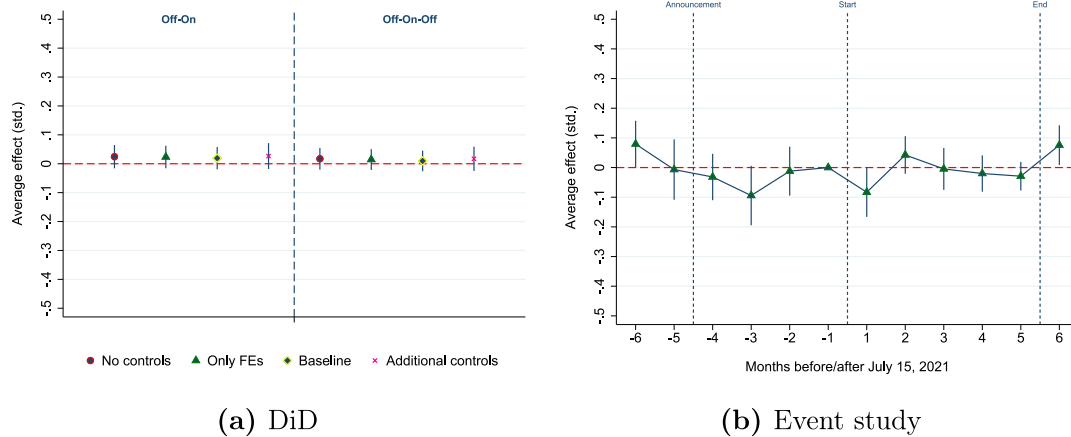 Off-On
Off-On-Off
Average effect (std.)
.5
.4
.3
.2
.1
0
-.1
-.2
-.3
-.4
-.5
No controls
Only FEs
Baseline
Additional controls
(a) DiD
Announcement
Start
End
Average effect (std.)
.5
.4
.3
.2
.1
0
-.1
-.2
-.3
-.4
-.5
-6 -5 -4 -3 -2 -1 1 2 3 4 5 6
Months before/after July 15, 2021
(b) Event study